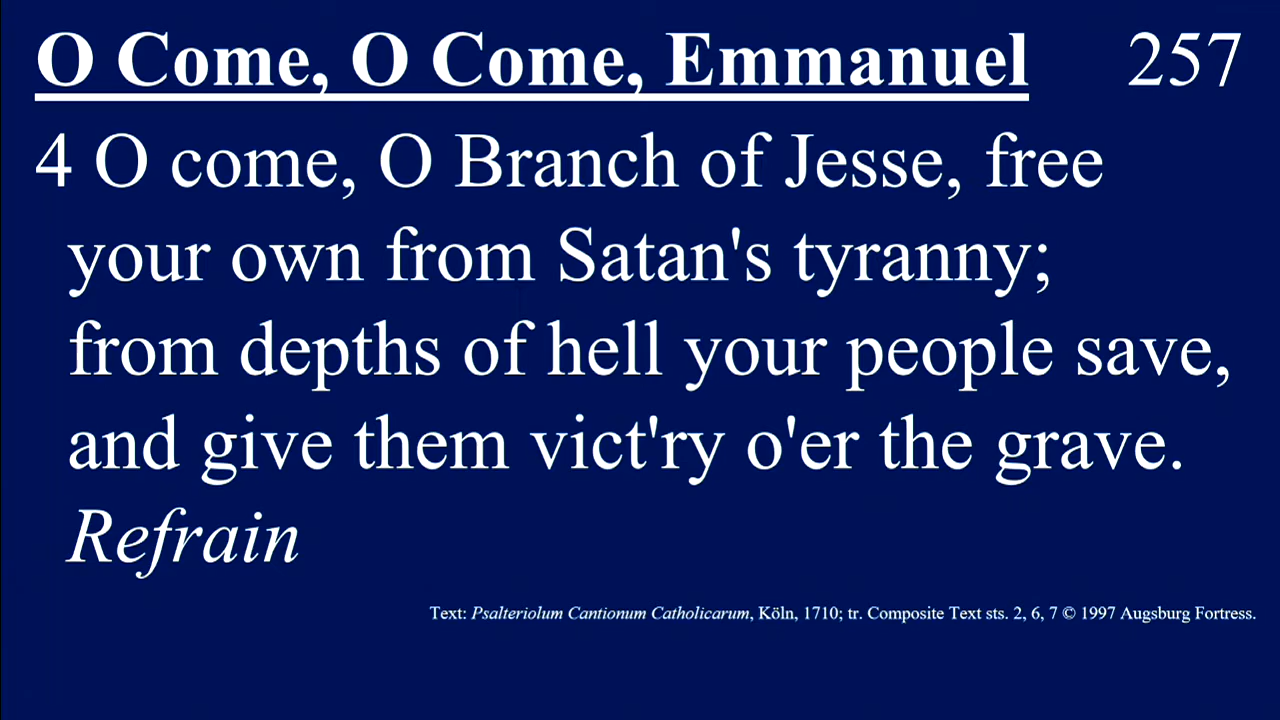 O Come, O Come, Emmanuel 257
4 O come, O Branch of Jesse, free
your own from Satan's tyranny;
from depths of hell your people save,
and give them vict'ry o'er the grave.
Refrain
Text: Psalteriolum Cantionum Catholicarum, Köln, 1710; tr. Composite Text sts. 2, 6, 7 © 1997 Augsburg Fortress.